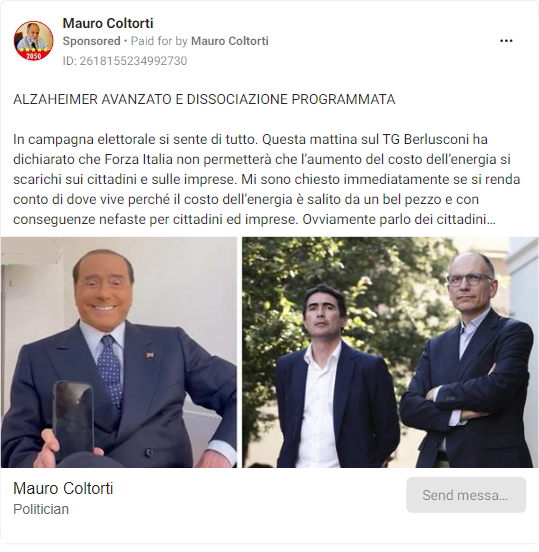 Mauro Coltorti
Sponsored • Paid for by Mauro Coltorti
ID: 2618155234992730
2050
ALZAHEIMER AVANZATO E DISSOCIAZIONE PROGRAMMATA
In campagna elettorale si sente di tutto. Questa mattina sul TG Berlusconi ha
dichiarato che Forza Italia non permetterà che l’aumento del costo dell’energia si
scarichi sui cittadini e sulle imprese. Mi sono chiesto immediatamente se si renda
conto di dove vive perché il costo dell’energia è salito da un bel pezzo e con
conseguenze nefaste per cittadini ed imprese. Ovviamente parlo dei cittadini...
Mauro Coltorti
Politician
Send messa...